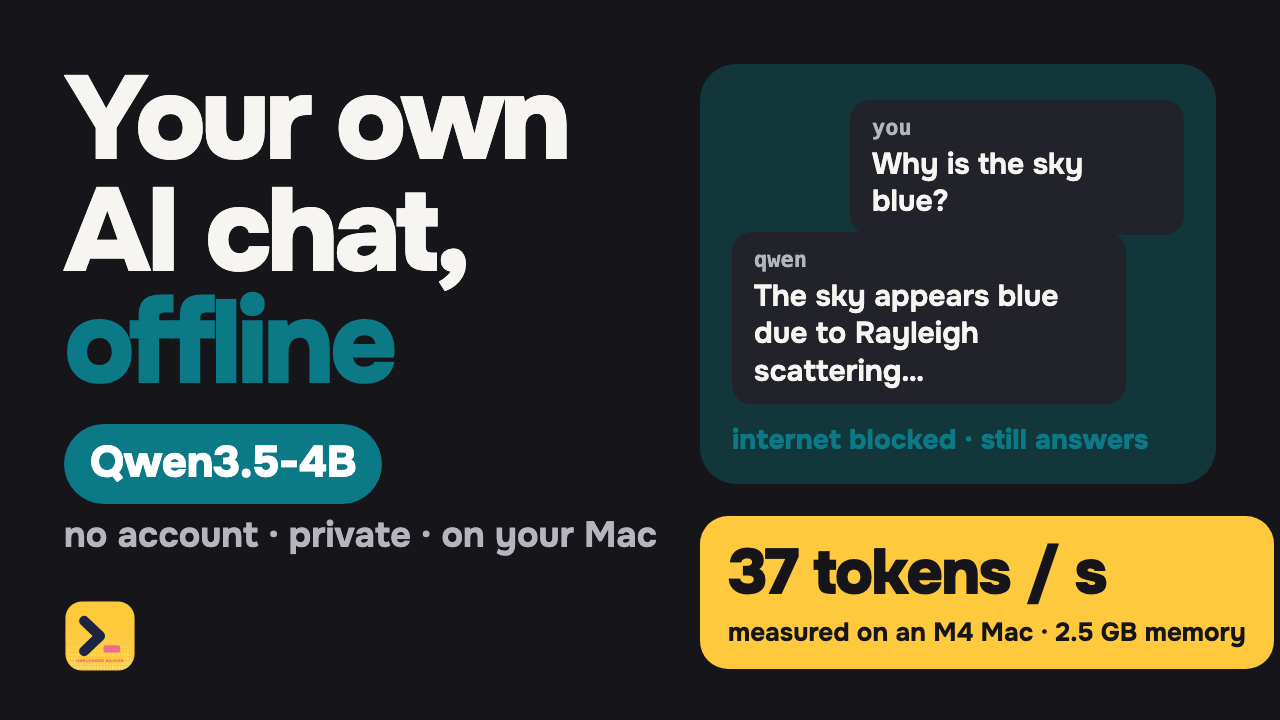 Your own
AI chat,
offline
Qwen3.5-4B
no account · private · on your Mac
you
Why is the sky
blue?
qwen
The sky appears blue
due to Rayleigh
scattering...
internet blocked · still answers
37 tokens / s
measured on an M4 Mac · 2.5 GB memory